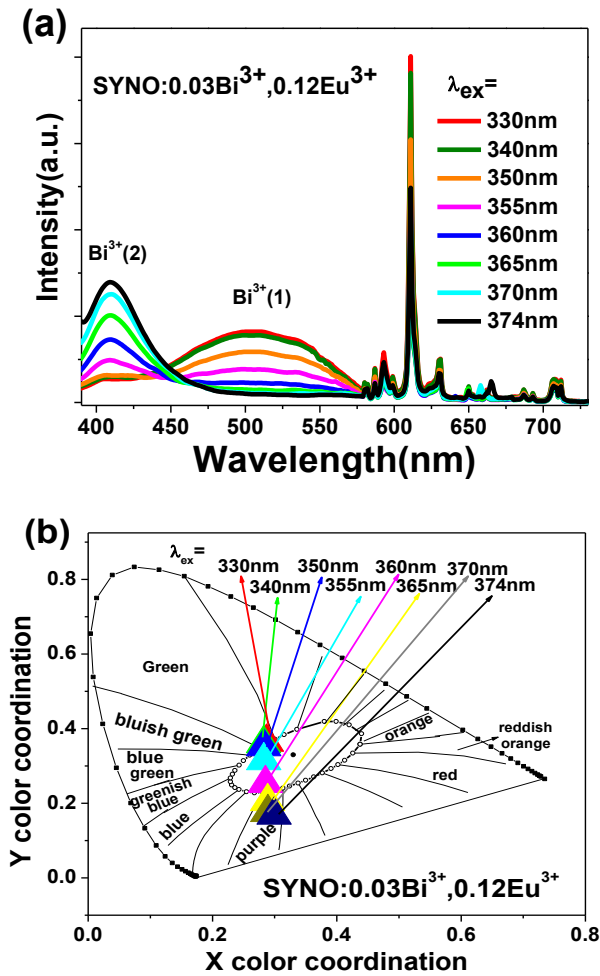 (a)
SYNO:0.03Bi³⁺,0.12Eu³⁺
λex=
330nm
340nm
350nm
355nm
360nm
365nm
370nm
374nm
Bi³⁺(2)
Bi³⁺(1)
Intensity(a.u.)
400 450 500 550 600 650 700
Wavelength(nm)
(b)
λex=
330nm
340nm
350nm
355nm
360nm
365nm
370nm
374nm
0.8
0.6
0.4
0.2
0.0
Y color coordination
Green
bluish green
blue
green
greenish
blue
blue
purple
orange
reddish
orange
red
SYNO:0.03Bi³⁺,0.12Eu³⁺
0.0 0.2 0.4 0.6 0.8
X color coordination